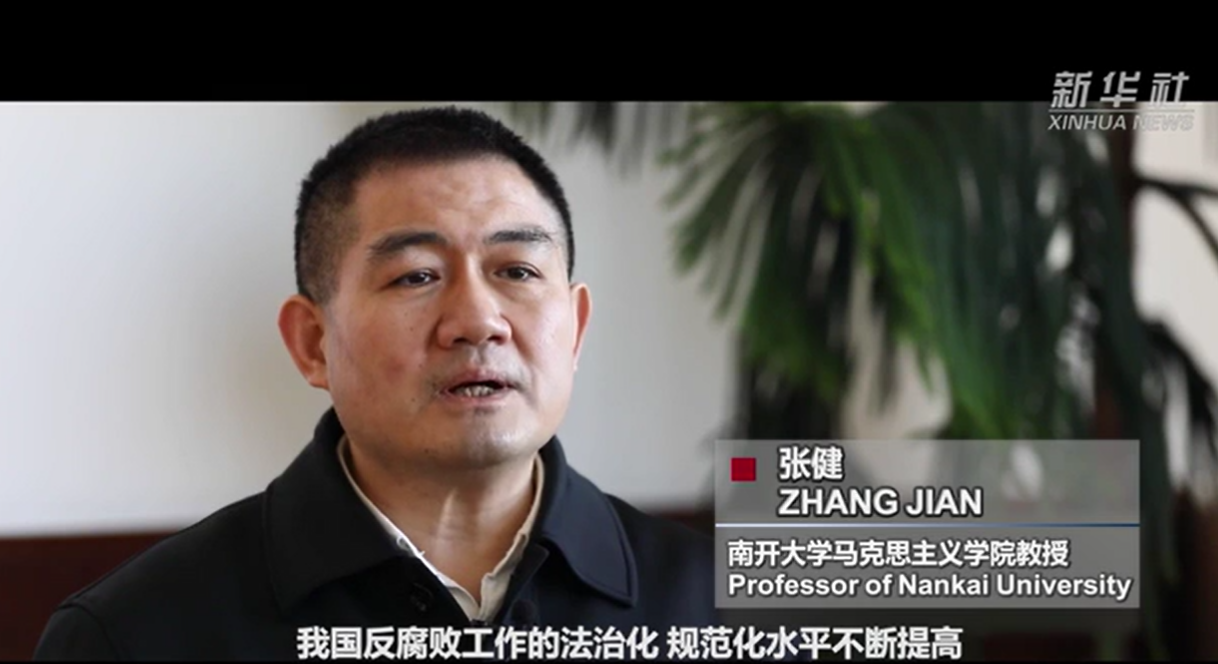 新华社
XINHUA NEWS
张健
ZHANG JIAN
南开大学马克思主义学院教授
Professor of Nankai University
我国反腐败工作的法治化 规范化水平不断提高